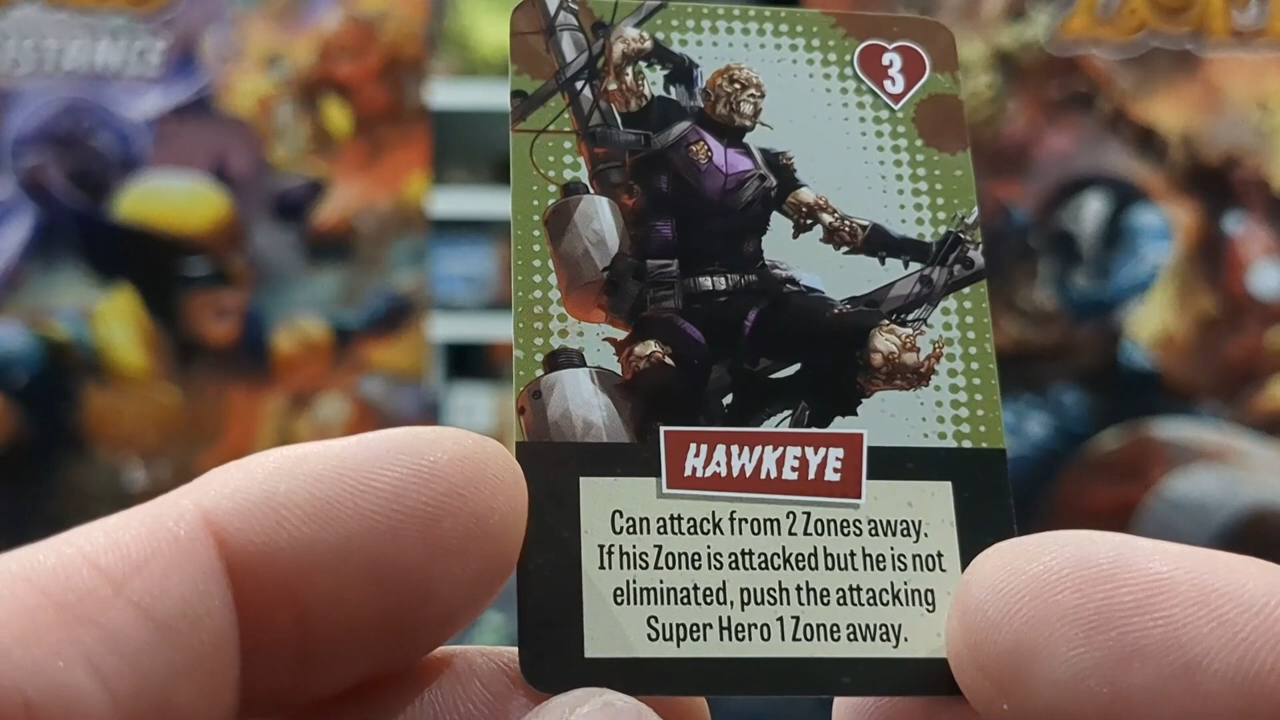 ISTANCE
3
HAWKEYE
Can attack from 2 Zones away.
If his Zone is attacked but he is not
eliminated, push the attacking
Super Hero 1 Zone away.